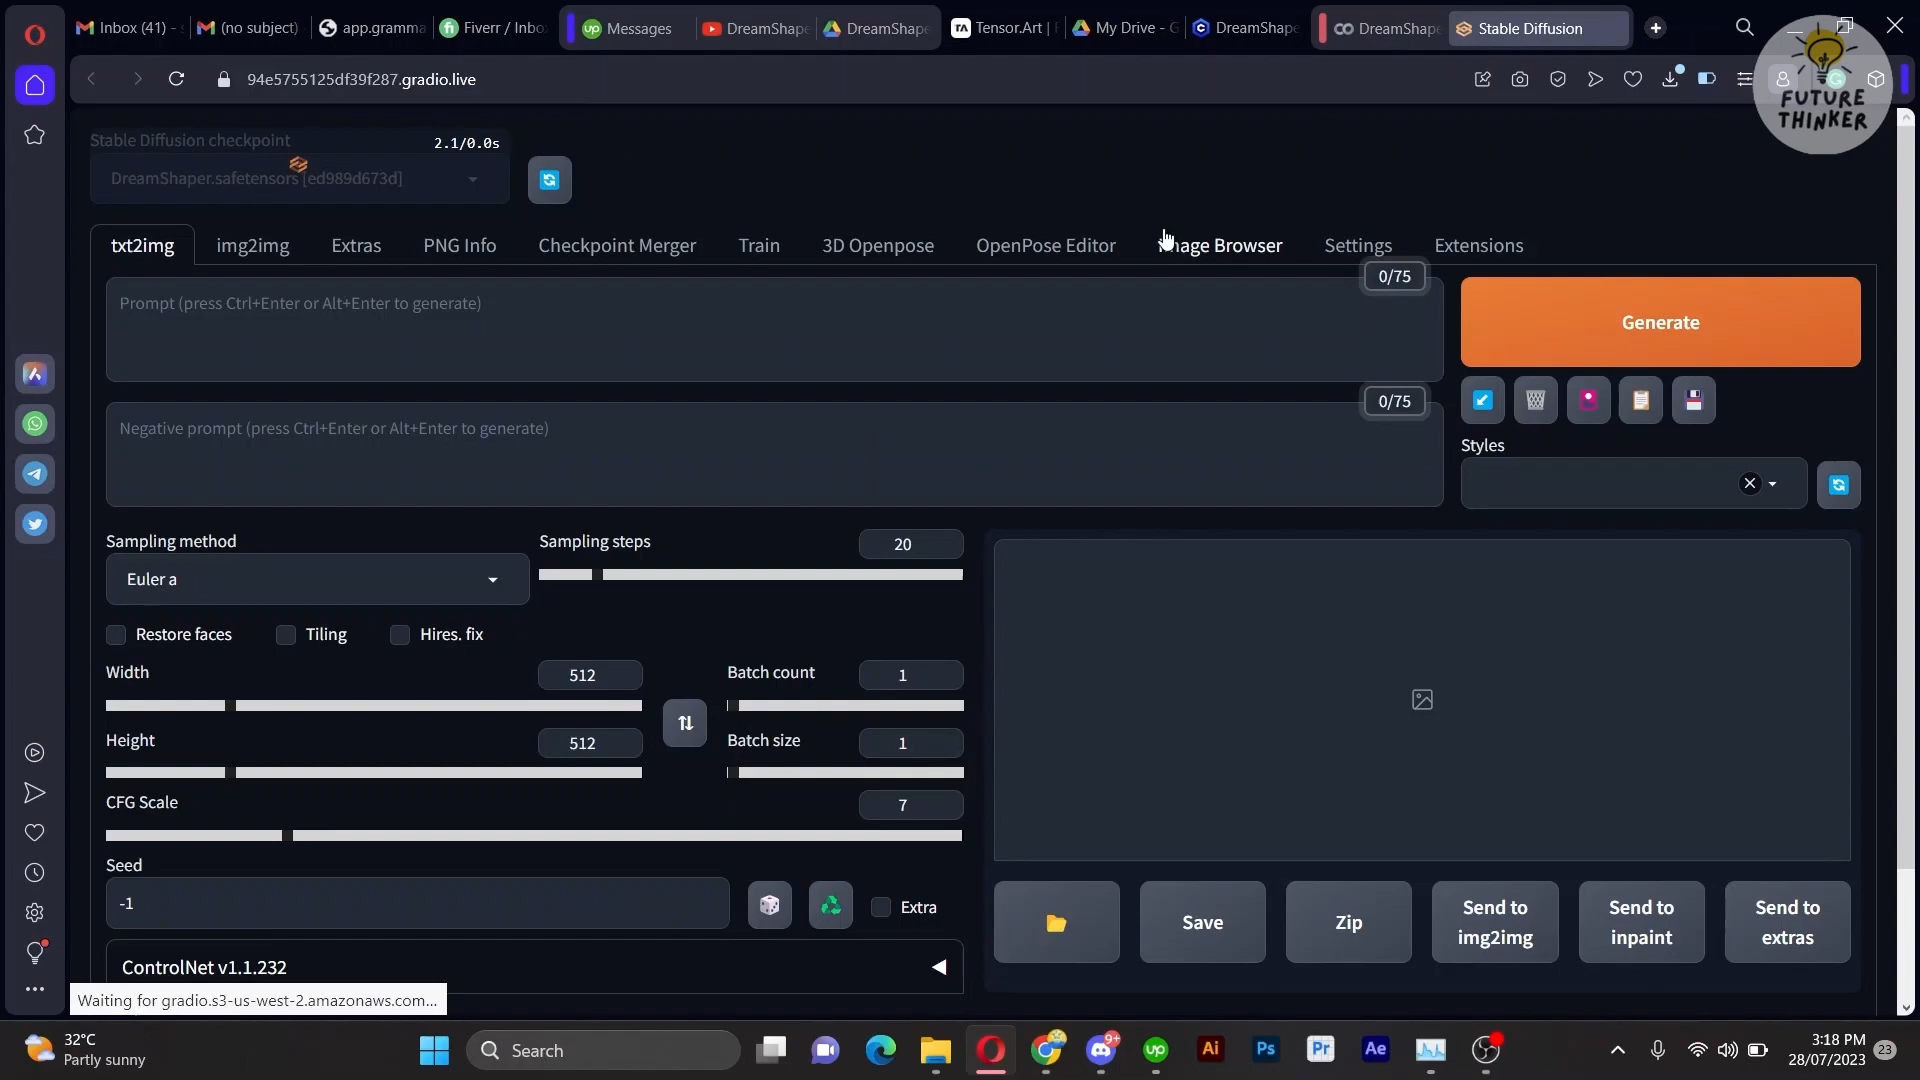 Inbox (41) -
(no subject)
app.gramma
Fiverr / Inbo
Messages
DreamShape
DreamShape
Tensor.Art |
My Drive - G
DreamShape
DreamShape
Stable Diffusion
94e5755125df39f287.gradio.live
FUTURE
THINKER
Stable Diffusion checkpoint
2.1/0.0s
DreamShaper.safetensors [ed989d673d]
txt2img
img2img
Extras
PNG Info
Checkpoint Merger
Train
3D Openpose
OpenPose Editor
Image Browser
Settings
Extensions
0/75
Prompt (press Ctrl+Enter or Alt+Enter to generate)
Generate
0/75
Negative prompt (press Ctrl+Enter or Alt+Enter to generate)
Styles
Sampling method
Euler a
Sampling steps
20
Restore faces
Tiling
Hires. fix
Width
512
Batch count
1
Height
512
Batch size
1
CFG Scale
7
Seed
-1
Extra
Save
Zip
Send to
img2img
Send to
inpaint
Send to
extras
ControlNet v1.1.232
Waiting for gradio.s3-us-west-2.amazonaws.com...
32°C
Partly sunny
Search
9+
up
Ai
Ps
Pr
Ae
3:18 PM
28/07/2023
23